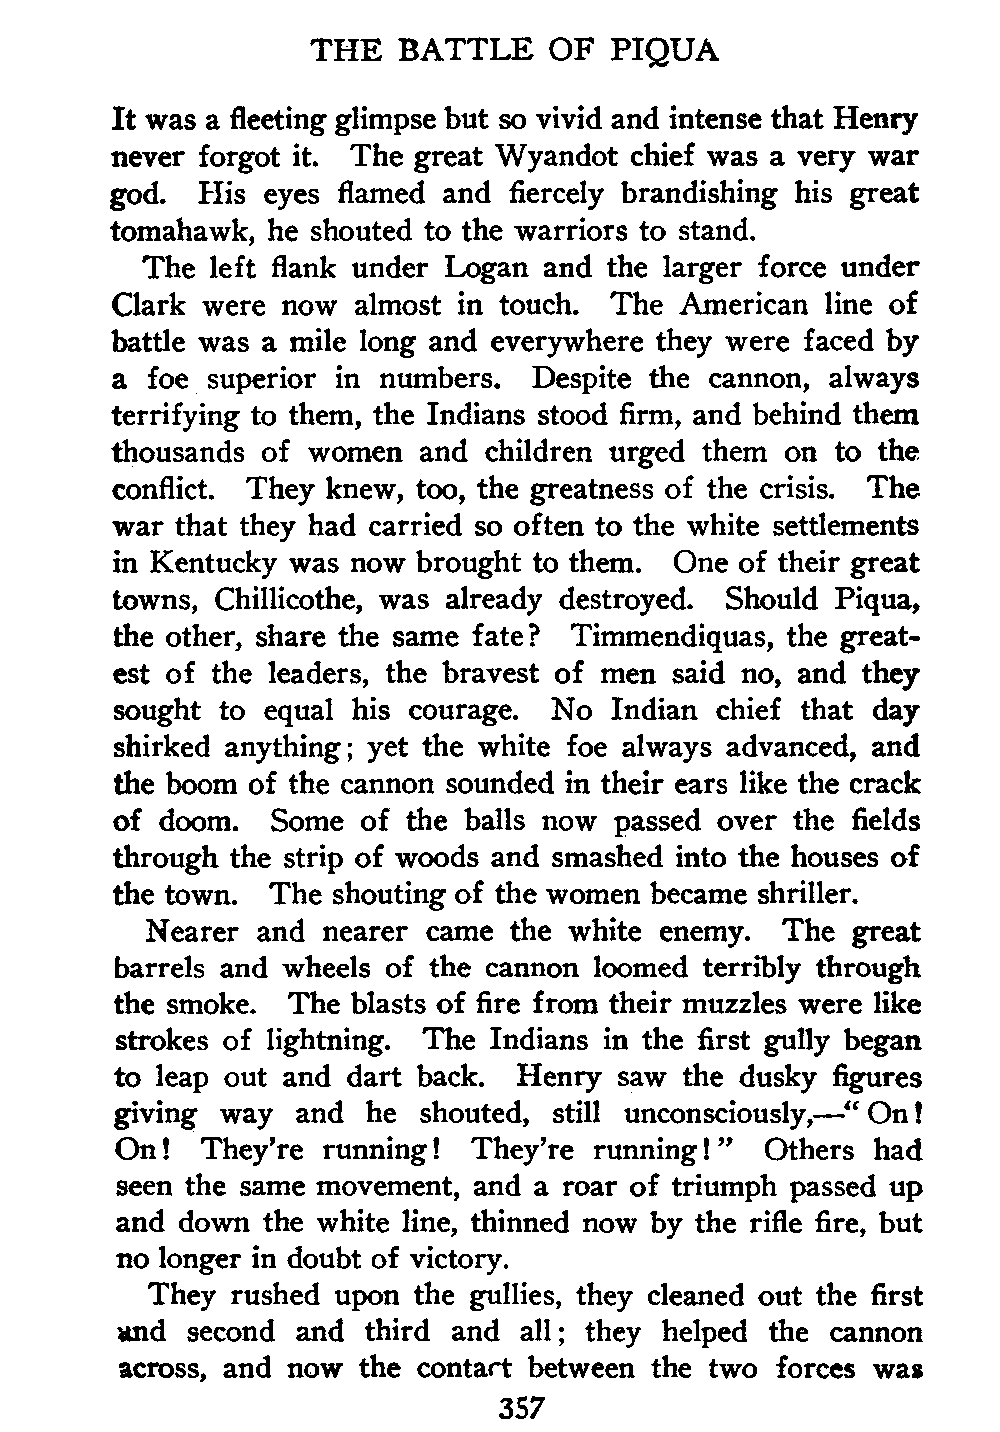 THE BATTLE OF PIQUA
It was a fleeting glimpse but so vivid and intense that Henry
never forgot it. The great Wyandot chief was a very war
god. His eyes flamed and fiercely brandishing his great
tomahawk, he shouted to the warriors to stand.
The left flank under Logan and the larger force under
Clark were now almost in touch. The American line of
battle was a mile long and everywhere they were faced by
a foe superior in numbers. Despite the cannon, always
terrifying to them, the Indians stood firm, and behind them
thousands of women and children urged them on to the
conflict. They knew, too, the greatness of the crisis. The
war that they had carried so often to the white settlements
in Kentucky was now brought to them. One of their great
towns, Chillicothe, was already destroyed. Should Piqua,
the other, share the same fate? Timmendiquas, the great-
est of the leaders, the bravest of men said no, and they
sought to equal his courage. No Indian chief that day
shirked anything; yet the white foe always advanced, and
the boom of the cannon sounded in their ears like the crack
of doom. Some of the balls now passed over the fields
through the strip of woods and smashed into the houses of
the town. The shouting of the women became shriller.
Nearer and nearer came the white enemy. The great
barrels and wheels of the cannon loomed terribly through
the smoke. The blasts of fire from their muzzles were like
strokes of lightning. The Indians in the first gully began
to leap out and dart back. Henry saw the dusky figures
giving way and he shouted, still unconsciously,—“ On!
On! They're running! They're running!” Others had
seen the same movement, and a roar of triumph passed up
and down the white line, thinned now by the rifle fire, but
no longer in doubt of victory.
They rushed upon the gullies, they cleaned out the first
and second and third and all; they helped the cannon
across, and now the contact between the two forces was
357